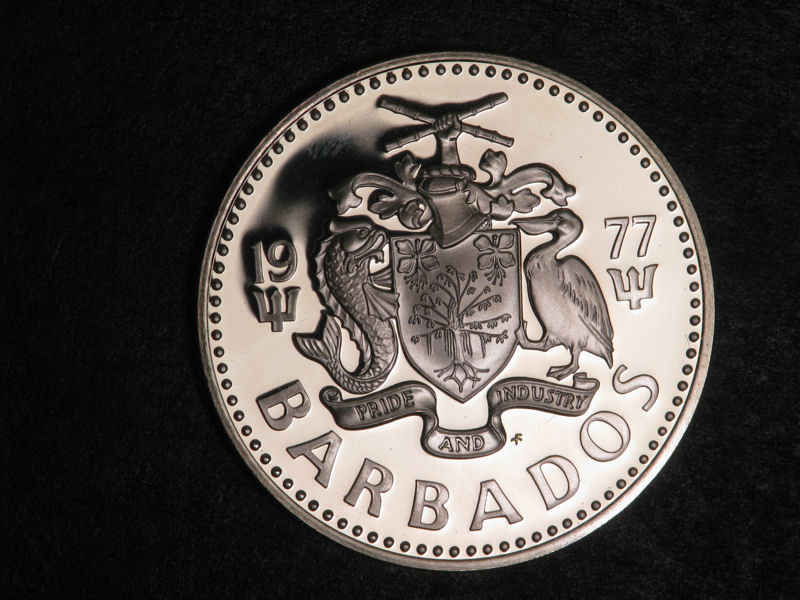 19 77
PRIDE AND INDUSTRY
BARBADOS